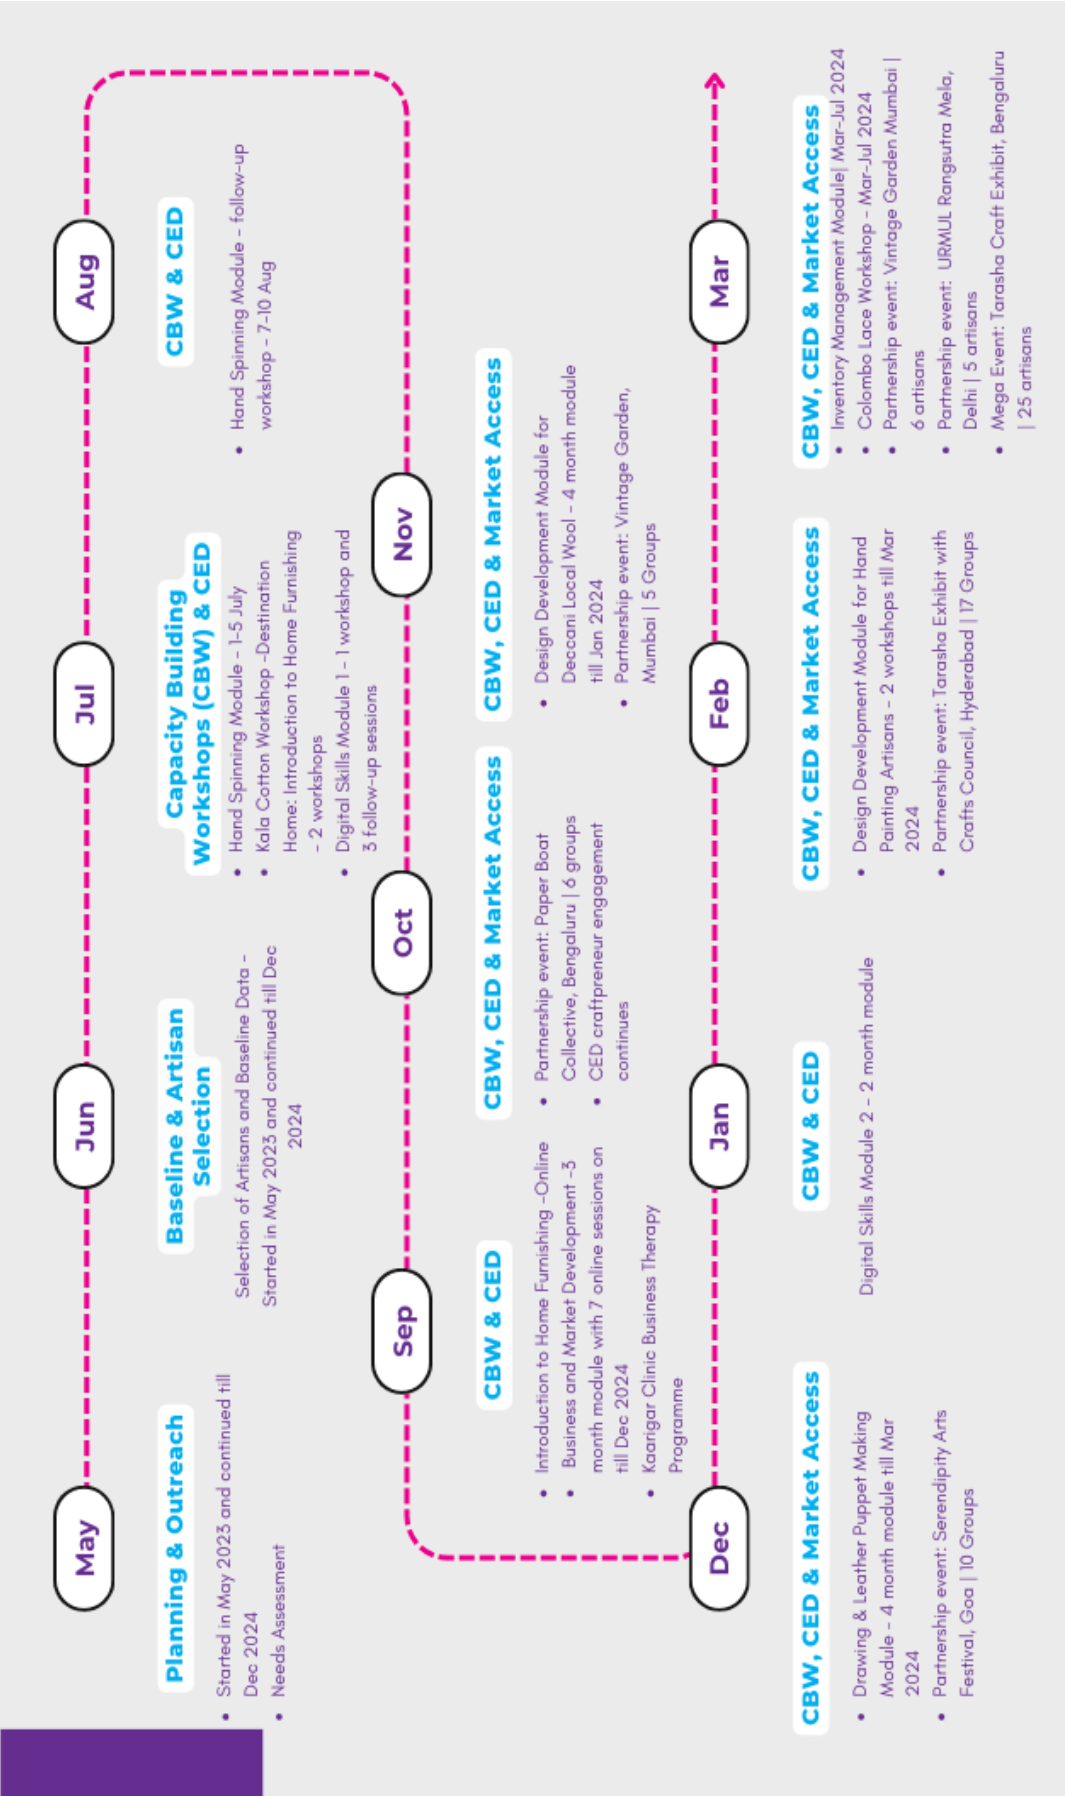 May
Jun
Jul
Aug
Planning & Outreach
• Started in May 2023 and continued till
Dec 2024
• Needs Assessment
Baseline & Artisan
Selection
Selection of Artisans and Baseline Data –
Started in May 2023 and continued till Dec
2024
Capacity Building
Workshops (CBW) & CED
• Hand Spinning Module – 1-5 July
• Kala Cotton Workshop -Destination
Home: Introduction to Home Furnishing
– 2 workshops
• Digital Skills Module 1 – 1 workshop and
3 follow-up sessions
CBW & CED
• Hand Spinning Module – follow-up
workshop – 7-10 Aug
Sep
Oct
Nov
CBW & CED
• Introduction to Home Furnishing –Online
• Business and Market Development –3
month module with 7 online sessions on
till Dec 2024
• Kaarigar Clinic Business Therapy
Programme
CBW, CED & Market Access
• Partnership event: Paper Boat
Collective, Bengaluru | 6 groups
• CED craftpreneur engagement
continues
CBW, CED & Market Access
• Design Development Module for
Deccani Local Wool – 4 month module
till Jan 2024
• Partnership event: Vintage Garden,
Mumbai | 5 Groups
Dec
Jan
Feb
Mar
CBW, CED & Market Access
• Drawing & Leather Puppet Making
Module – 4 month module till Mar
2024
• Partnership event: Serendipity Arts
Festival, Goa | 10 Groups
CBW & CED
Digital Skills Module 2 – 2 month module
CBW, CED & Market Access
• Design Development Module for Hand
Painting Artisans – 2 workshops till Mar
2024
• Partnership event: Tarasha Exhibit with
Crafts Council, Hyderabad | 17 Groups
CBW, CED & Market Access
• Inventory Management Module| Mar-Jul 2024
• Colombo Lace Workshop – Mar-Jul 2024
• Partnership event: Vintage Garden Mumbai |
6 artisans
• Partnership event: URMUL Rangsutra Mela,
Delhi | 5 artisans
• Mega Event: Tarasha Craft Exhibit, Bengaluru
| 25 artisans